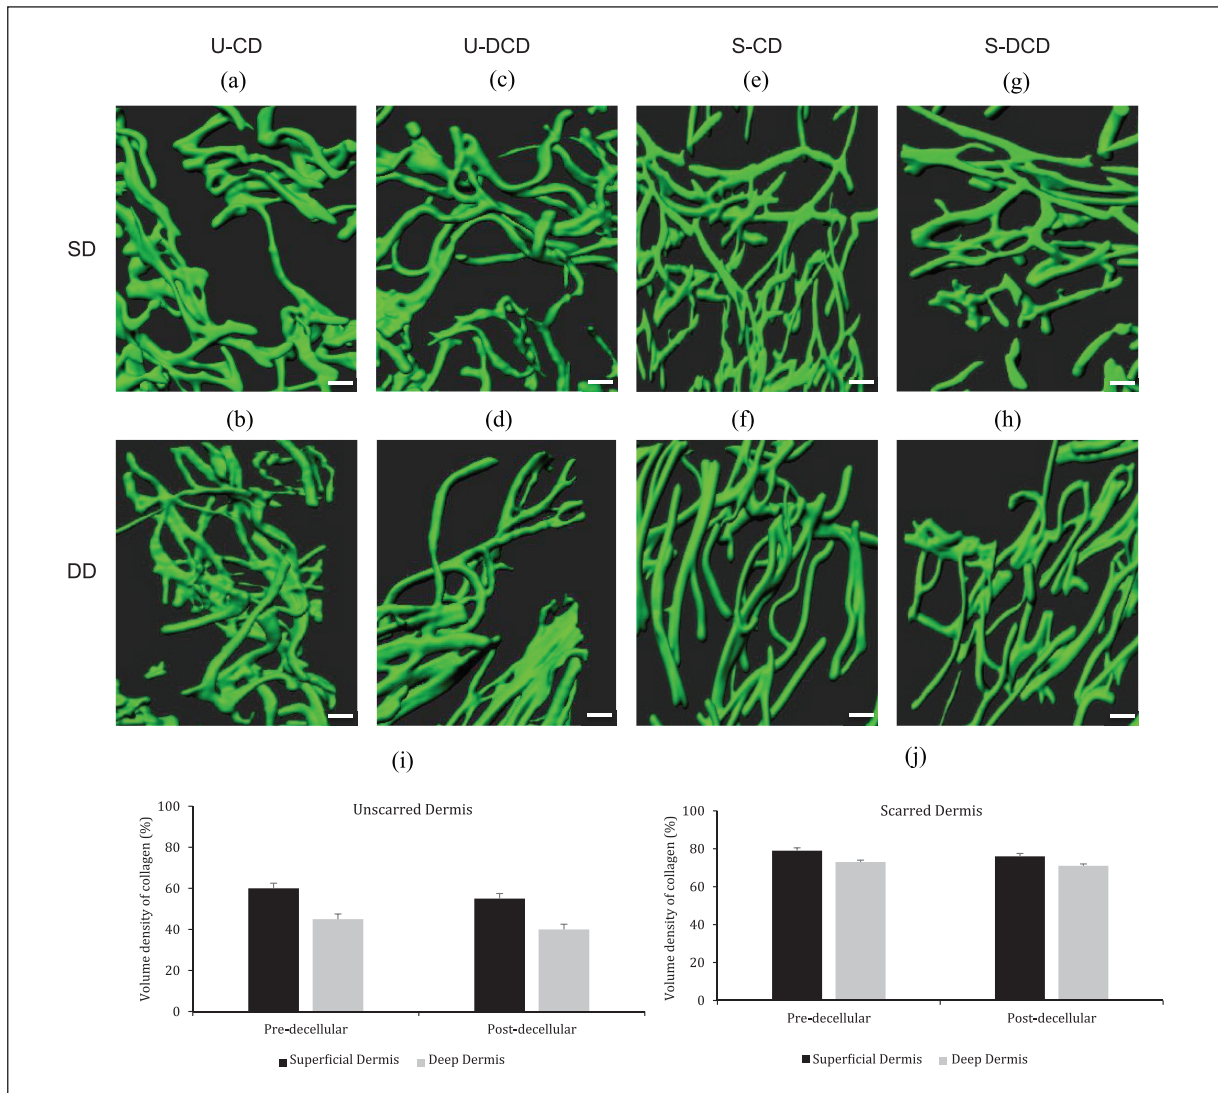 U-CD U-DCD S-CD S-DCD
(a) (c) (e) (g)
SD
(b) (d) (f) (h)
DD
(i) (j)
Unscarred Dermis
Volume density of collagen (%)
100
80
60
40
20
0
Pre-decellular Post-decellular
Superficial Dermis Deep Dermis
Scarred Dermis
Volume density of collagen (%)
100
80
60
40
20
0
Pre-decellular Post-decellular
Superficial Dermis Deep Dermis